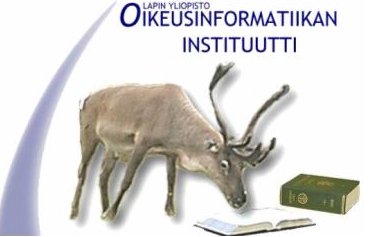 LAPIN YLIOPISTO
OIKEUSINFORMATIIKAN
INSTITUUTTI